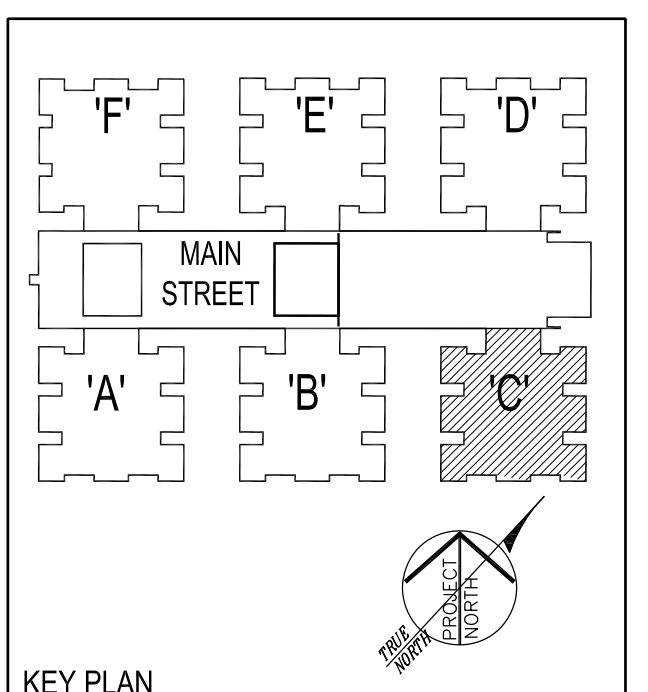 'F' 'E' 'D'
MAIN
STREET
'A' 'B' 'C'
PROJECT
NORTH
TRUE
NORTH
KEY PLAN